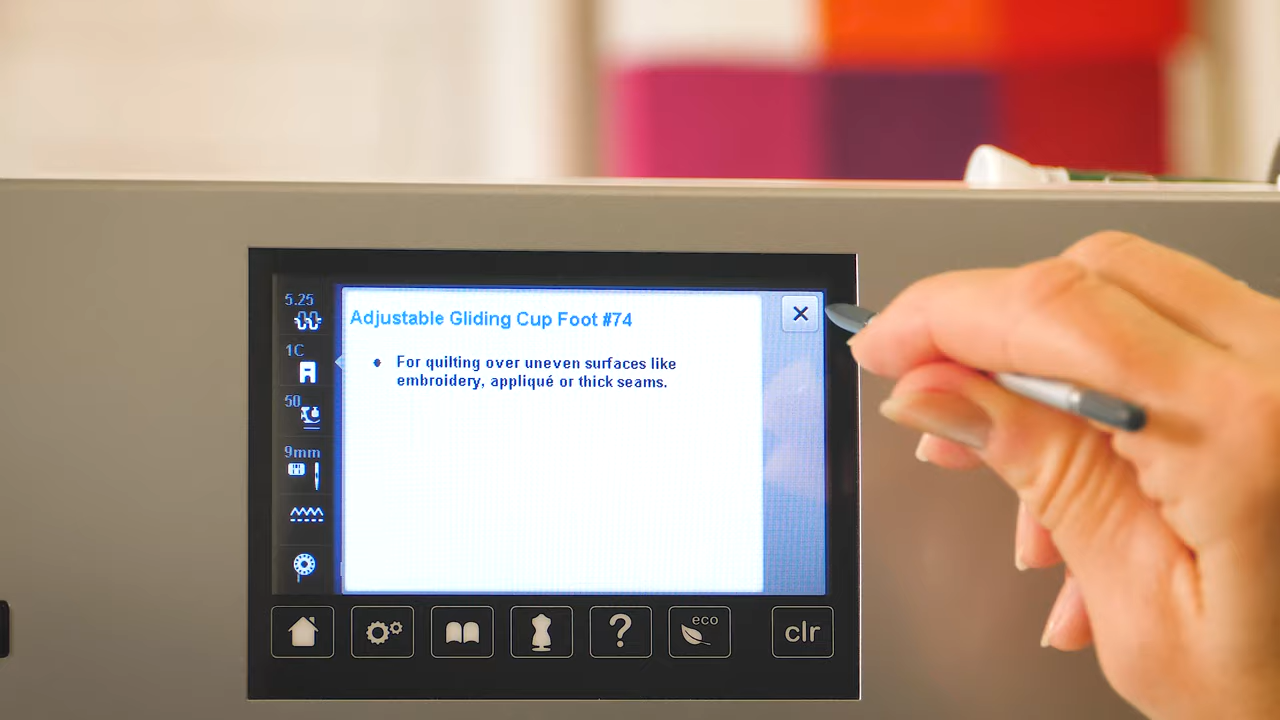 5.25
1C
50
9mm
Adjustable Gliding Cup Foot #74
For quilting over uneven surfaces like
embroidery, appliqué or thick seams.
?
eco
clr